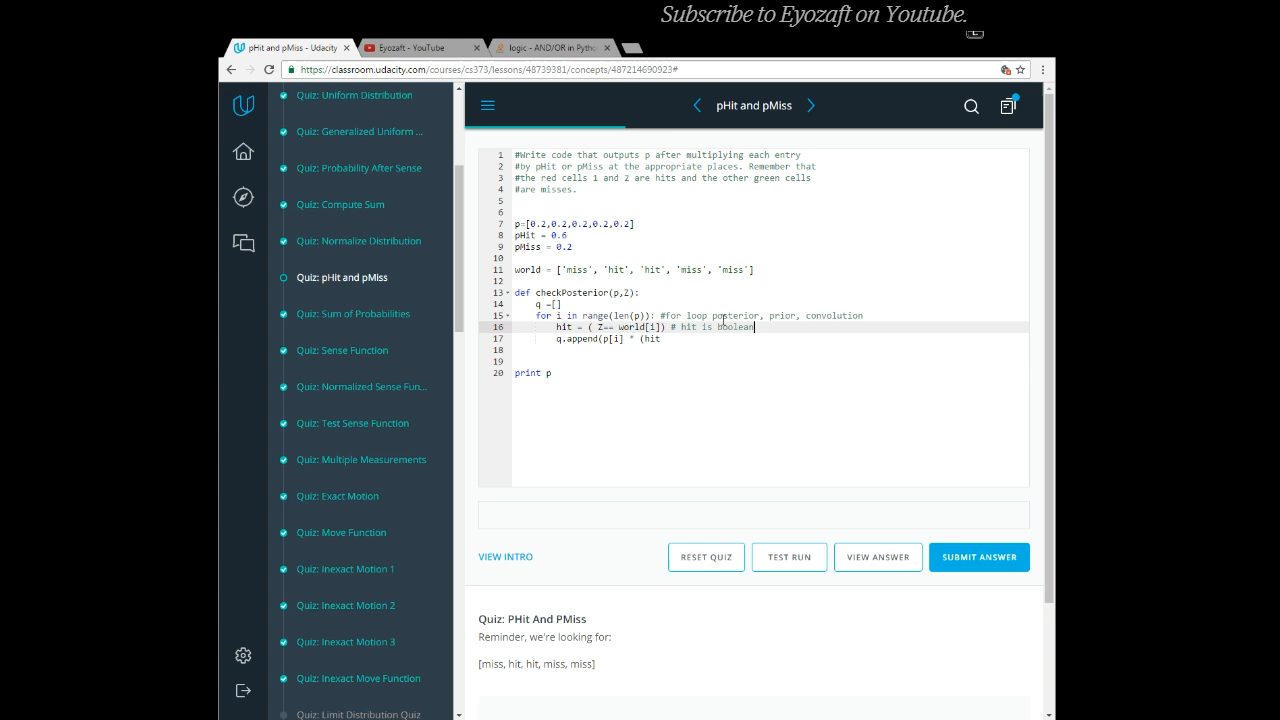 Subscribe to Eyozaft on Youtube.
pHit and pMiss - Udacity
Eyozaft - YouTube
logic - AND/OR in Pytho
https://classroom.udacity.com/courses/cs373/lessons/48739381/concepts/487214690923#
Quiz: Uniform Distribution
Quiz: Generalized Uniform ...
Quiz: Probability After Sense
Quiz: Compute Sum
Quiz: Normalize Distribution
Quiz: pHit and pMiss
Quiz: Sum of Probabilities
Quiz: Sense Function
Quiz: Normalized Sense Fun...
Quiz: Test Sense Function
Quiz: Multiple Measurements
Quiz: Exact Motion
Quiz: Move Function
Quiz: Inexact Motion 1
Quiz: Inexact Motion 2
Quiz: Inexact Motion 3
Quiz: Inexact Move Function
Quiz: Limit Distribution Quiz
pHit and pMiss
1 #Write code that outputs p after multiplying each entry
2 #by pHit or pMiss at the appropriate places. Remember that
3 #the red cells 1 and 2 are hits and the other green cells
4 #are misses.
5
6
7 p=[0.2,0.2,0.2,0.2,0.2]
8 pHit = 0.6
9 pMiss = 0.2
10
11 world = ['miss', 'hit', 'hit', 'miss', 'miss']
12
13 def checkPosterior(p,Z):
14 q =[]
15 for i in range(len(p)): #for loop posterior, prior, convolution
16 hit = ( Z== world[i]) # hit is boolean
17 q.append(p[i] * (hit
18
19
20 print p
VIEW INTRO
RESET QUIZ
TEST RUN
VIEW ANSWER
SUBMIT ANSWER
Quiz: PHit And PMiss
Reminder, we're looking for:
[miss, hit, hit, miss, miss]